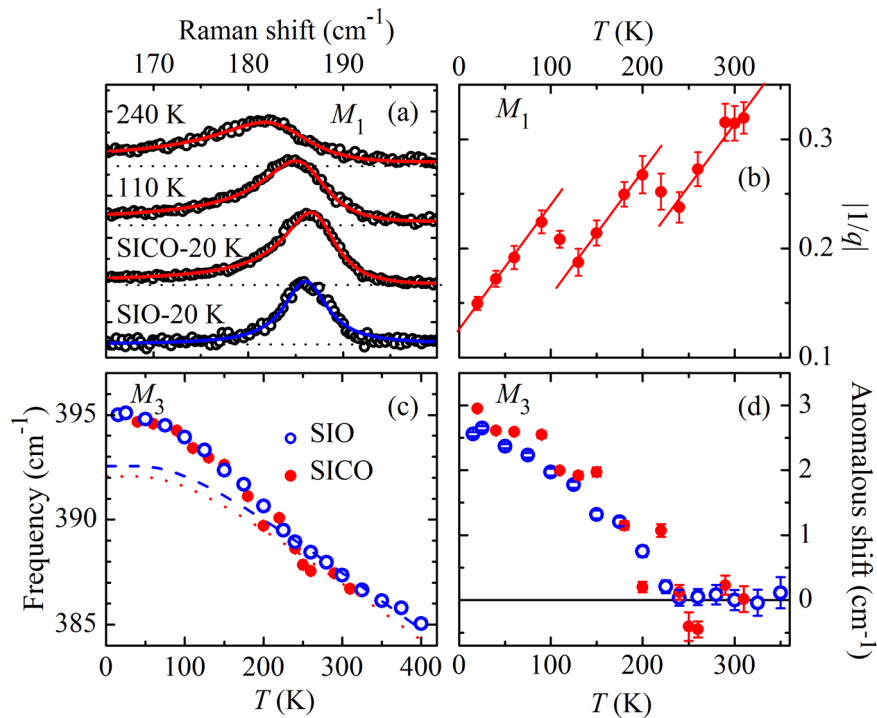 Raman shift (cm⁻¹)
170 180 190
T (K)
0 100 200 300
240 K
M₁
(a)
110 K
SICO-20 K
SIO-20 K
M₁
(b)
0.3
0.2
0.1
|1/q|
M₃
(c)
SIO
SICO
395
390
385
Frequency (cm⁻¹)
0 100 200 300 400
T (K)
M₃
(d)
3
2
1
0
Anomalous shift (cm⁻¹)
0 100 200 300
T (K)